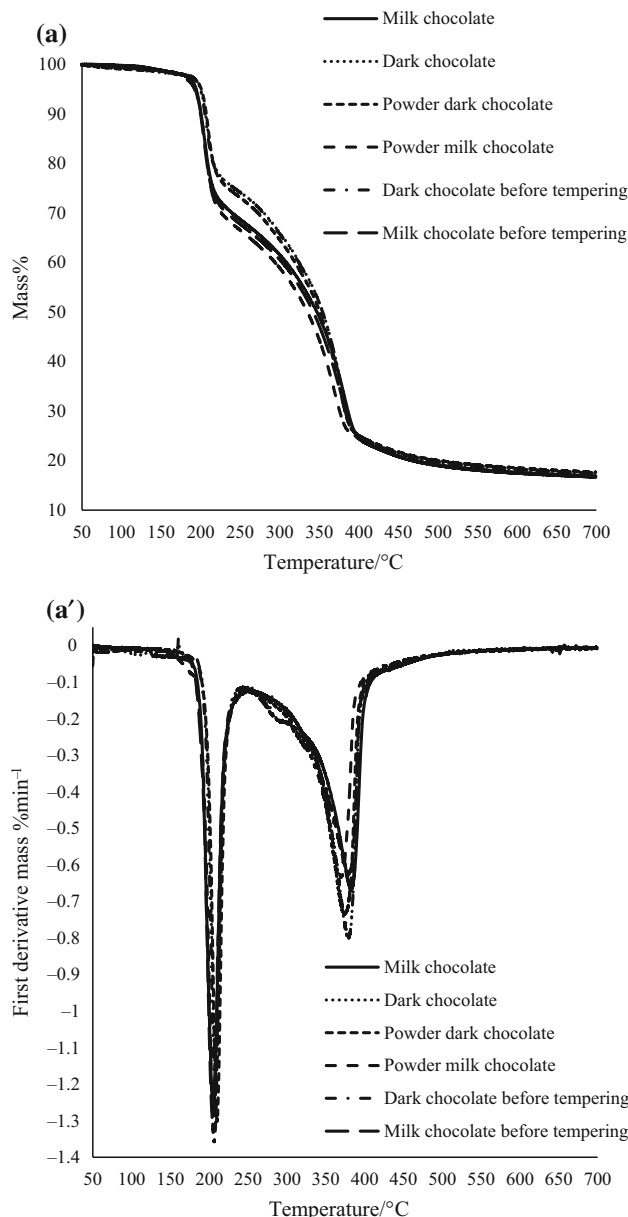 (a)
Milk chocolate
Dark chocolate
Powder dark chocolate
Powder milk chocolate
Dark chocolate before tempering
Milk chocolate before tempering
Mass%
100
90
80
70
60
50
40
30
20
10
50 100 150 200 250 300 350 400 450 500 550 600 650 700
Temperature/°C
(a′)
First derivative mass %min⁻¹
0
−0.1
−0.2
−0.3
−0.4
−0.5
−0.6
−0.7
−0.8
−0.9
−1
−1.1
−1.2
−1.3
−1.4
Milk chocolate
Dark chocolate
Powder dark chocolate
Powder milk chocolate
Dark chocolate before tempering
Milk chocolate before tempering
50 100 150 200 250 300 350 400 450 500 550 600 650 700
Temperature/°C